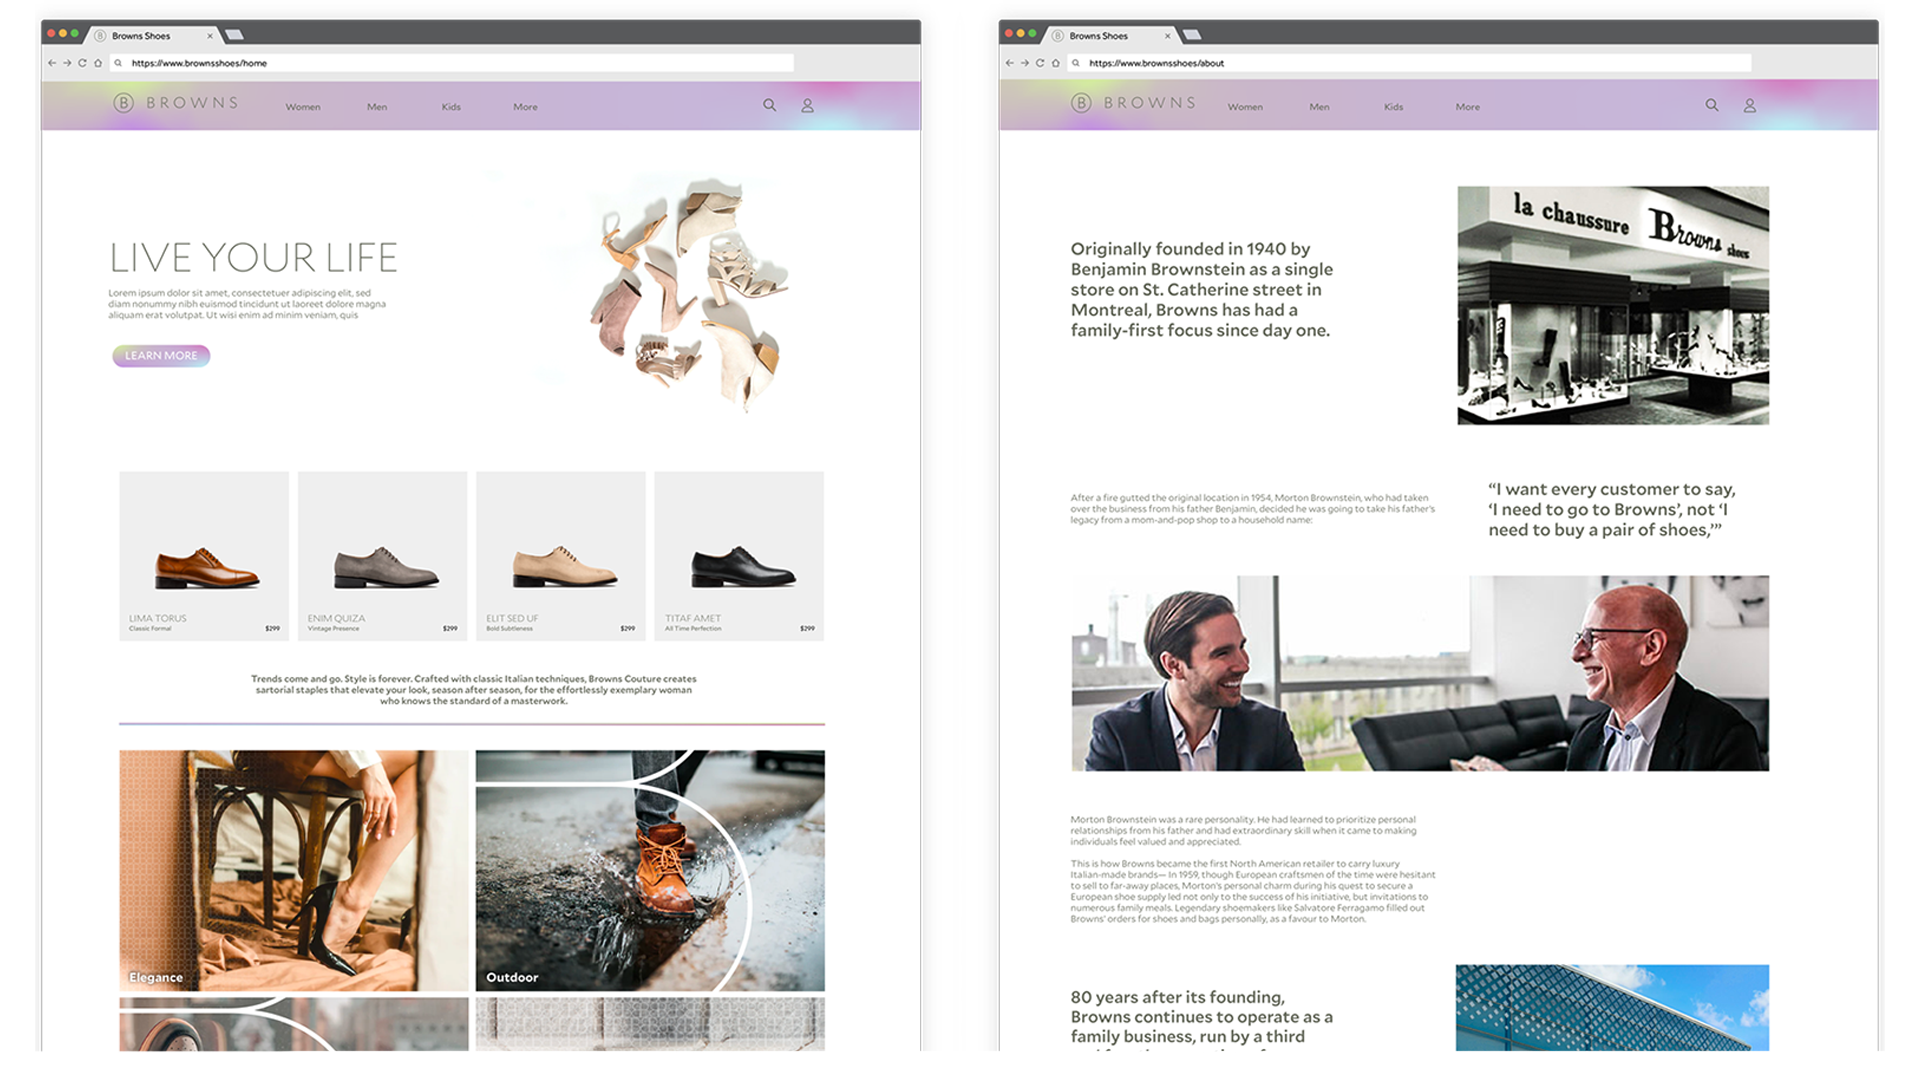 Browns Shoes
https://www.brownsshoes/home
B BROWNS
Women Men Kids More
LIVE YOUR LIFE
Lorem ipsum dolor sit amet, consectetuer adipiscing elit, sed
diam nonummy nibh euismod tincidunt ut laoreet dolore magna
aliquam erat volutpat. Ut wisi enim ad minim veniam, quis
LEARN MORE
LIMA TORUS
Classic Formal $299
ENIM QUIZA
Vintage Presence $299
ELIT SED UF
Bold Subtleness $299
TITAF AMET
All Time Perfection $299
Trends come and go. Style is forever. Crafted with classic Italian techniques, Browns Couture creates
sartorial staples that elevate your look, season after season, for the effortlessly exemplary woman
who knows the standard of a masterwork.
Elegance
Outdoor
Browns Shoes
https://www.brownsshoes/about
B BROWNS
Women Men Kids More
Originally founded in 1940 by
Benjamin Brownstein as a single
store on St. Catherine street in
Montreal, Browns has had a
family-first focus since day one.
la chaussure Browns shoes
After a fire gutted the original location in 1954, Morton Brownstein, who had taken
over the business from his father Benjamin, decided he was going to take his father's
legacy from a mom-and-pop shop to a household name:
“I want every customer to say,
‘I need to go to Browns’, not ‘I
need to buy a pair of shoes,’”
Morton Brownstein was a rare personality. He had learned to prioritize personal
relationships from his father and had extraordinary skill when it came to making
individuals feel valued and appreciated.
This is how Browns became the first North American retailer to carry luxury
Italian-made brands— In 1959, though European craftsmen of the time were hesitant
to sell to far-away places, Morton's personal charm during his quest to secure a
European shoe supply led not only to the success of his initiative, but invitations to
numerous family meals. Legendary shoemakers like Salvatore Ferragamo filled out
Browns' orders for shoes and bags personally, as a favour to Morton.
80 years after its founding,
Browns continues to operate as a
family business, run by a third